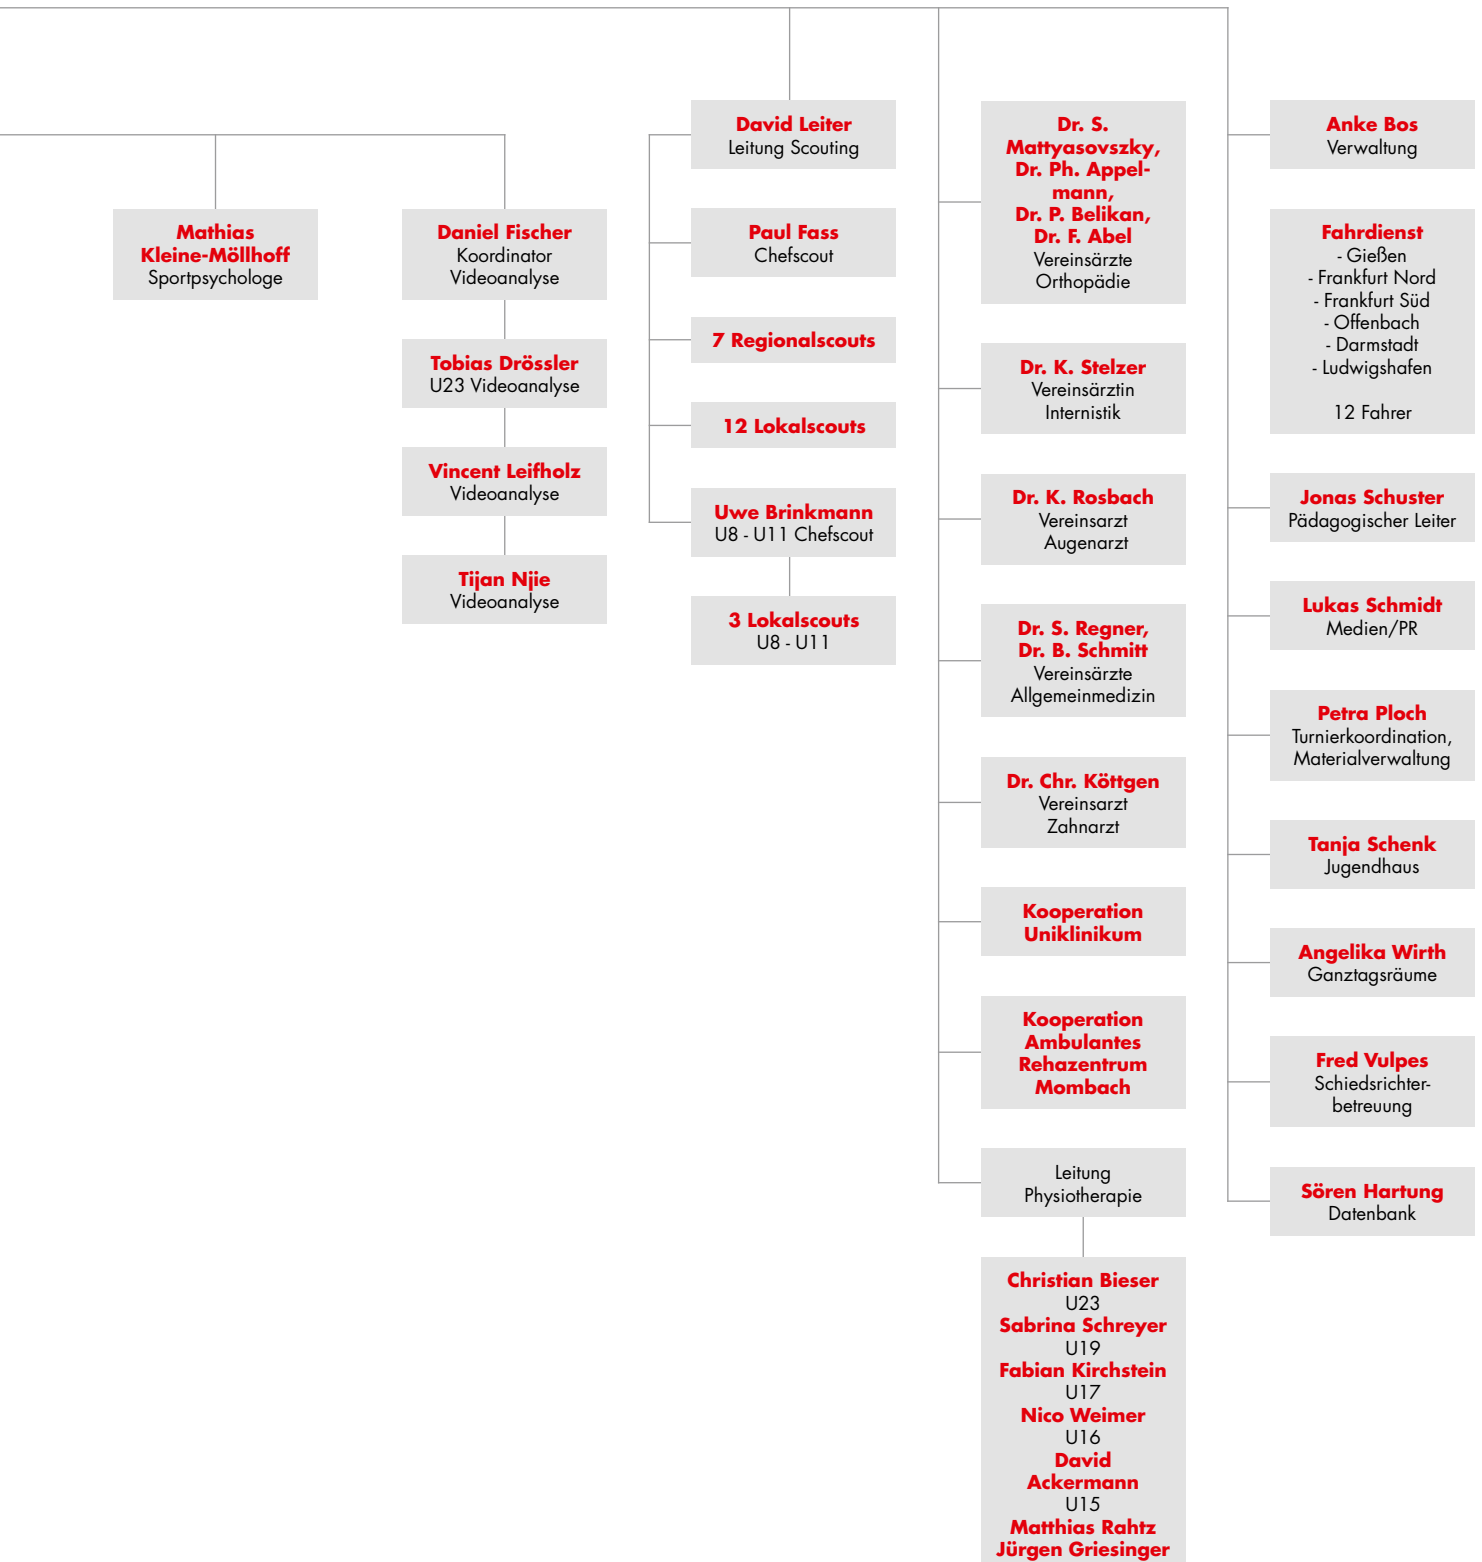 Mathias
Kleine-Möllhoff
Sportpsychologe
Daniel Fischer
Koordinator
Videoanalyse
Tobias Drössler
U23 Videoanalyse
Vincent Leifholz
Videoanalyse
Tijan Njie
Videoanalyse
David Leiter
Leitung Scouting
Paul Fass
Chefscout
7 Regionalscouts
12 Lokalscouts
Uwe Brinkmann
U8 - U11 Chefscout
3 Lokalscouts
U8 - U11
Dr. S.
Mattyasovszky,
Dr. Ph. Appel-
mann,
Dr. P. Belikan,
Dr. F. Abel
Vereinsärzte
Orthopädie
Dr. K. Stelzer
Vereinsärztin
Internistik
Dr. K. Rosbach
Vereinsarzt
Augenarzt
Dr. S. Regner,
Dr. B. Schmitt
Vereinsärzte
Allgemeinmedizin
Dr. Chr. Köttgen
Vereinsarzt
Zahnarzt
Kooperation
Uniklinikum
Kooperation
Ambulantes
Rehazentrum
Mombach
Leitung
Physiotherapie
Christian Bieser
U23
Sabrina Schreyer
U19
Fabian Kirchstein
U17
Nico Weimer
U16
David
Ackermann
U15
Matthias Rahtz
Jürgen Griesinger
Anke Bos
Verwaltung
Fahrdienst
- Gießen
- Frankfurt Nord
- Frankfurt Süd
- Offenbach
- Darmstadt
- Ludwigshafen
12 Fahrer
Jonas Schuster
Pädagogischer Leiter
Lukas Schmidt
Medien/PR
Petra Ploch
Turnierkoordination,
Materialverwaltung
Tanja Schenk
Jugendhaus
Angelika Wirth
Ganztagsräume
Fred Vulpes
Schiedsrichter-
betreuung
Sören Hartung
Datenbank